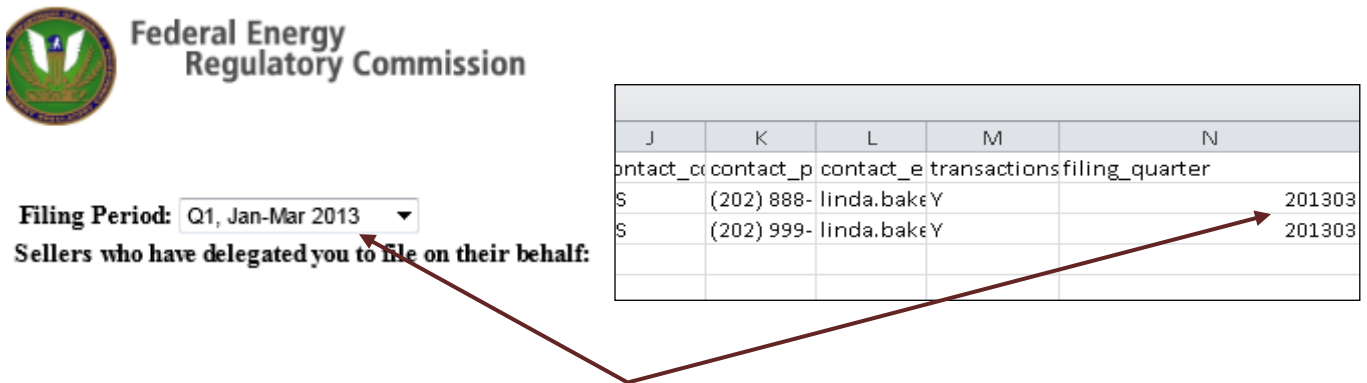 Federal Energy
Regulatory Commission
Filing Period: Q1, Jan-Mar 2013
Sellers who have delegated you to file on their behalf:
J K L M N
ontact_c contact_p contact_e transactions filing_quarter
S (202) 888- linda.bake Y 201303
S (202) 999- linda.bake Y 201303